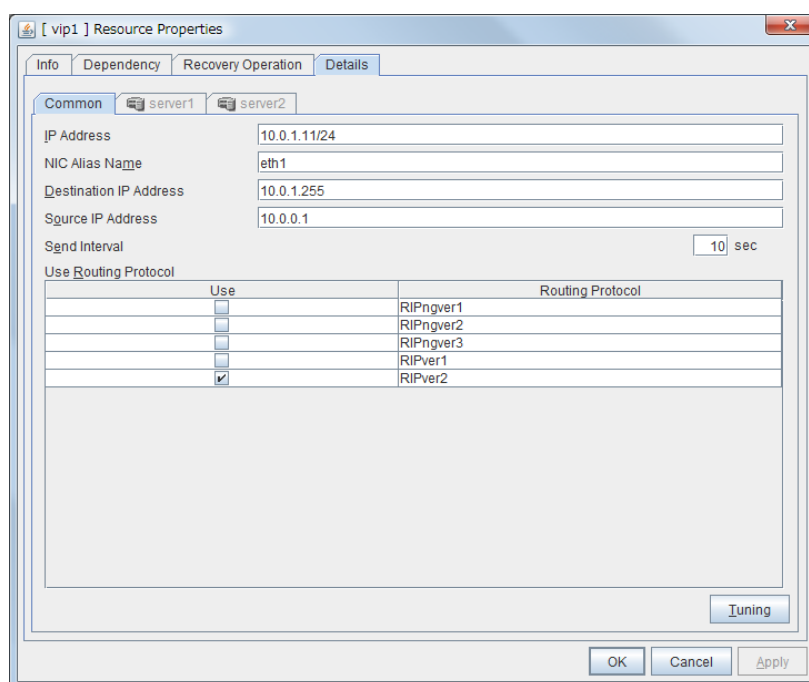 [ vip1 ] Resource Properties
Info Dependency Recovery Operation Details
Common server1 server2
IP Address 10.0.1.11/24
NIC Alias Name eth1
Destination IP Address 10.0.1.255
Source IP Address 10.0.0.1
Send Interval 10 sec
Use Routing Protocol
Use Routing Protocol
RIPngver1
RIPngver2
RIPngver3
RIPver1
RIPver2
Tuning
OK Cancel Apply